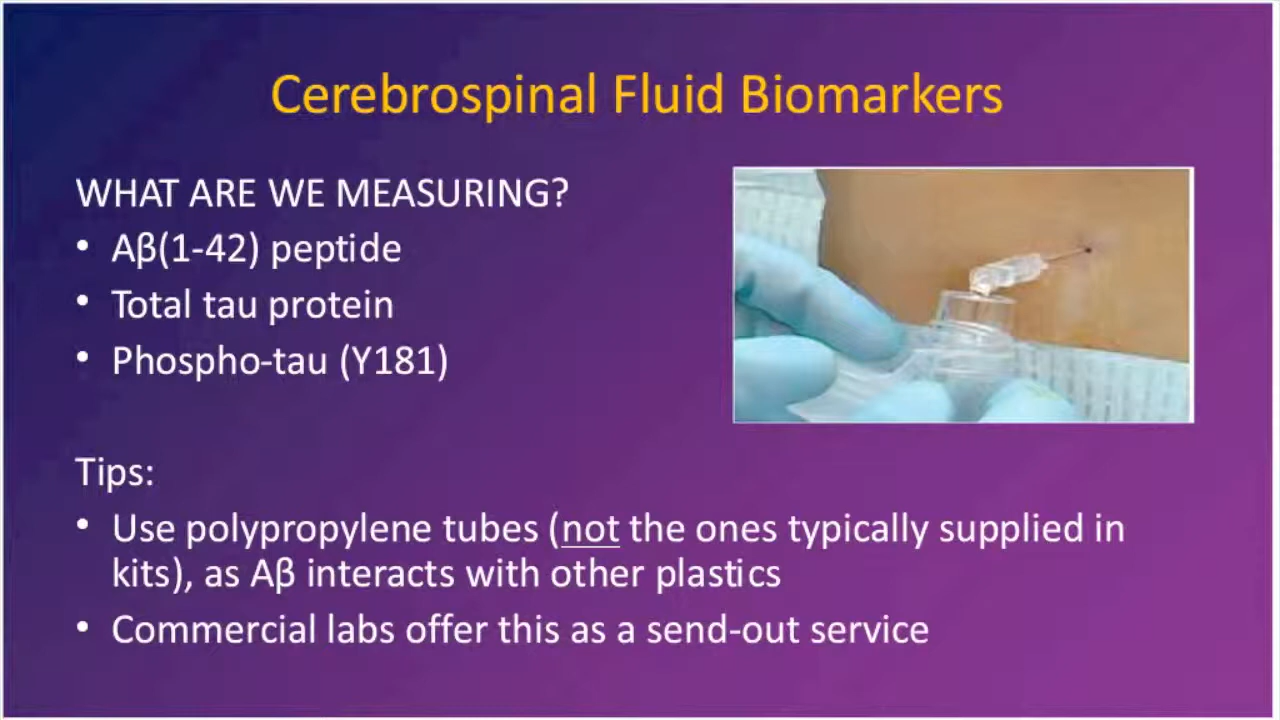 Cerebrospinal Fluid Biomarkers
WHAT ARE WE MEASURING?
• Aβ(1-42) peptide
• Total tau protein
• Phospho-tau (Y181)
Tips:
• Use polypropylene tubes (not the ones typically supplied in
kits), as Aβ interacts with other plastics
• Commercial labs offer this as a send-out service